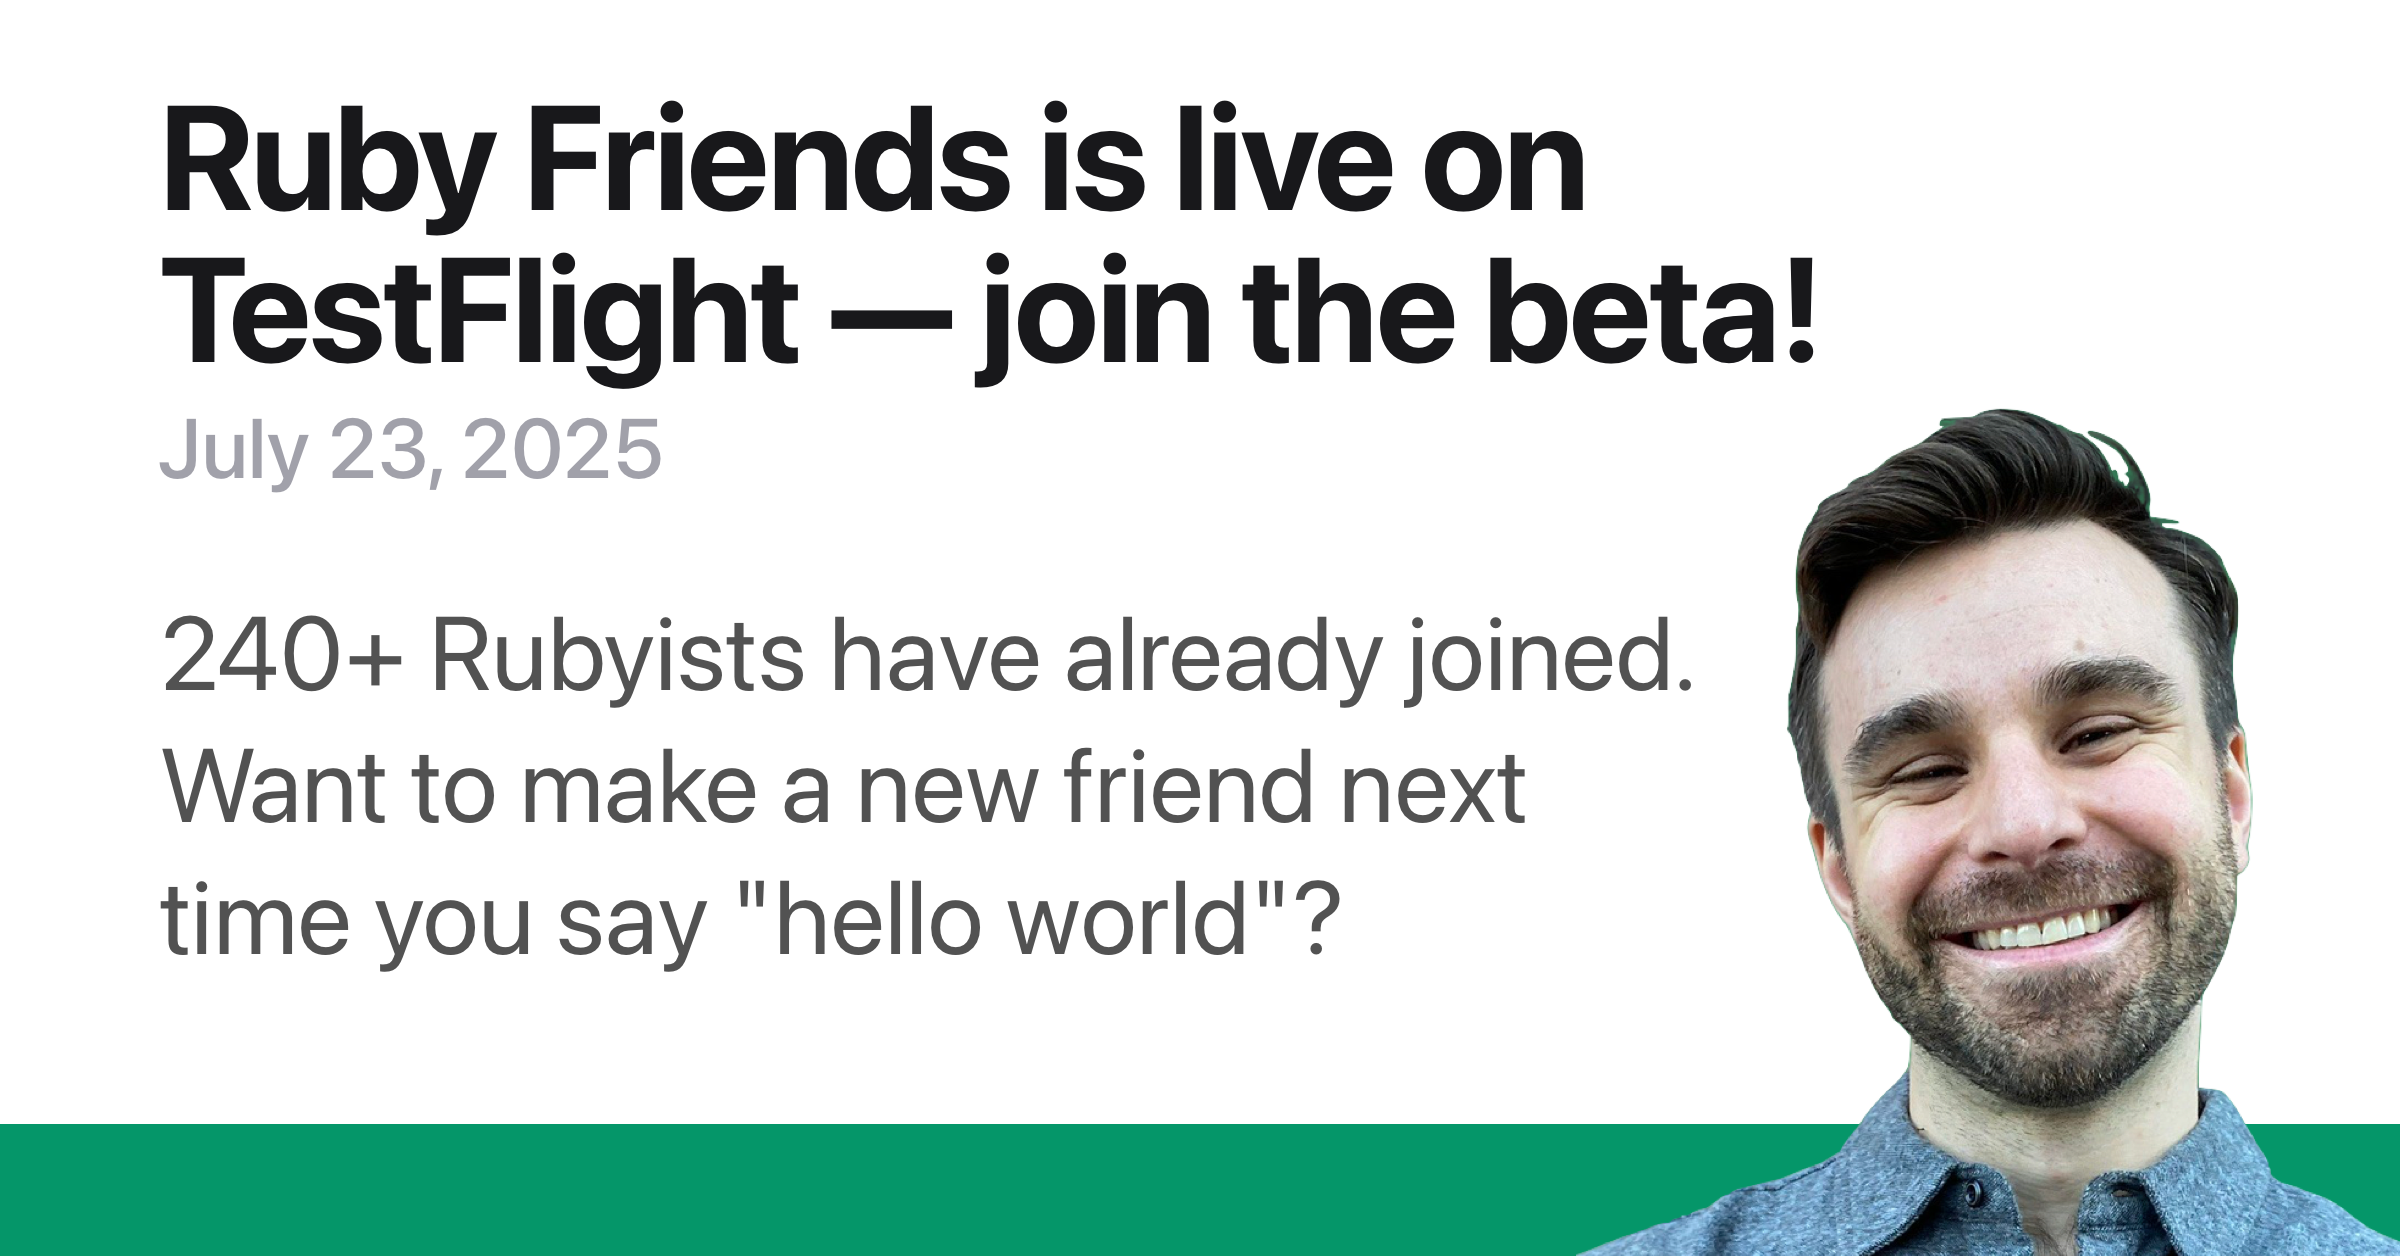 Ruby Friends is live on
TestFlight — join the beta!
July 23, 2025
240+ Rubyists have already joined.
Want to make a new friend next
time you say "hello world"?